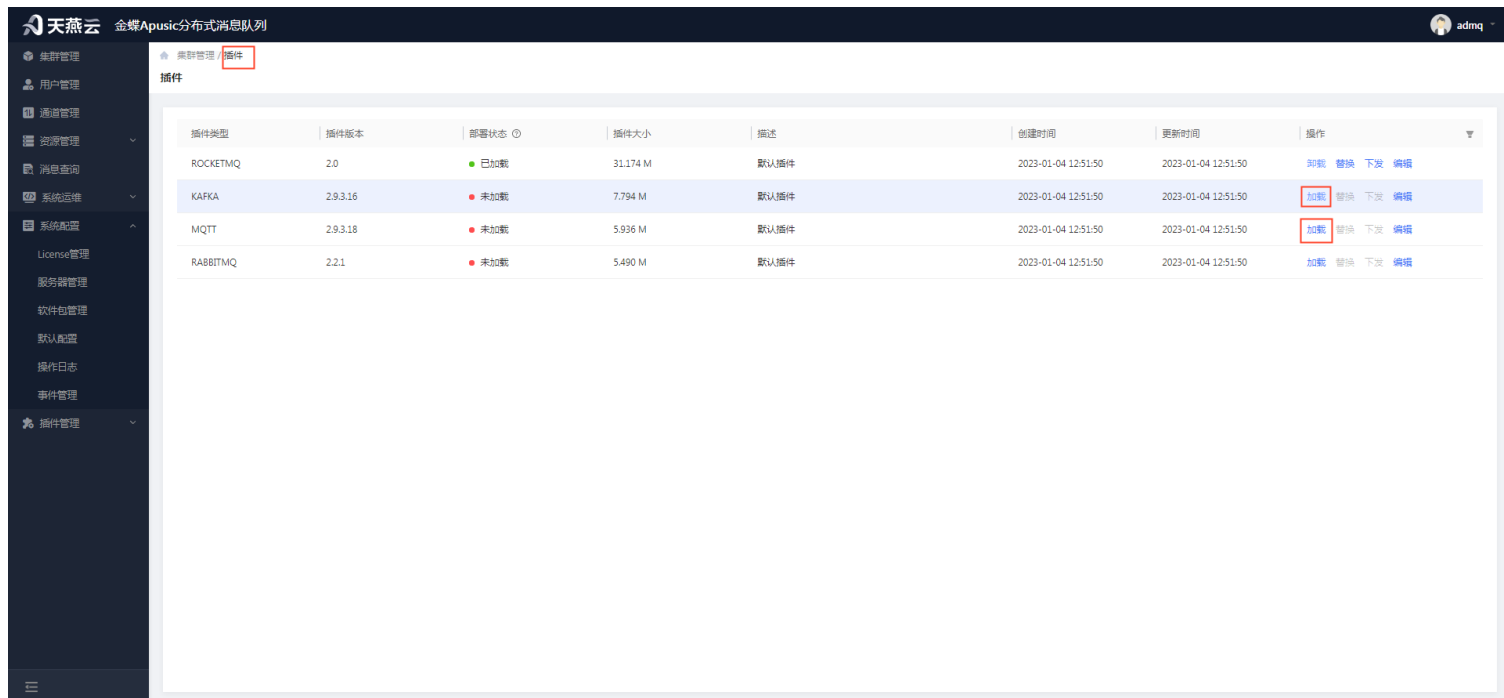 天燕云 金蝶Apusic分布式消息队列 admq
集群管理
用户管理
通道管理
资源管理
消息查询
系统运维
系统配置
License管理
服务器管理
软件包管理
默认配置
操作日志
事件管理
插件管理
集群管理 / 插件
插件
插件类型 插件版本 部署状态 插件大小 描述 创建时间 更新时间 操作
ROCKETMQ 2.0 已加载 31.174 M 默认插件 2023-01-04 12:51:50 2023-01-04 12:51:50 卸载 替换 下发 编辑
KAFKA 2.9.3.16 未加载 7.794 M 默认插件 2023-01-04 12:51:50 2023-01-04 12:51:50 加载 替换 下发 编辑
MQTT 2.9.3.18 未加载 5.936 M 默认插件 2023-01-04 12:51:50 2023-01-04 12:51:50 加载 替换 下发 编辑
RABBITMQ 2.2.1 未加载 5.490 M 默认插件 2023-01-04 12:51:50 2023-01-04 12:51:50 加载 替换 下发 编辑